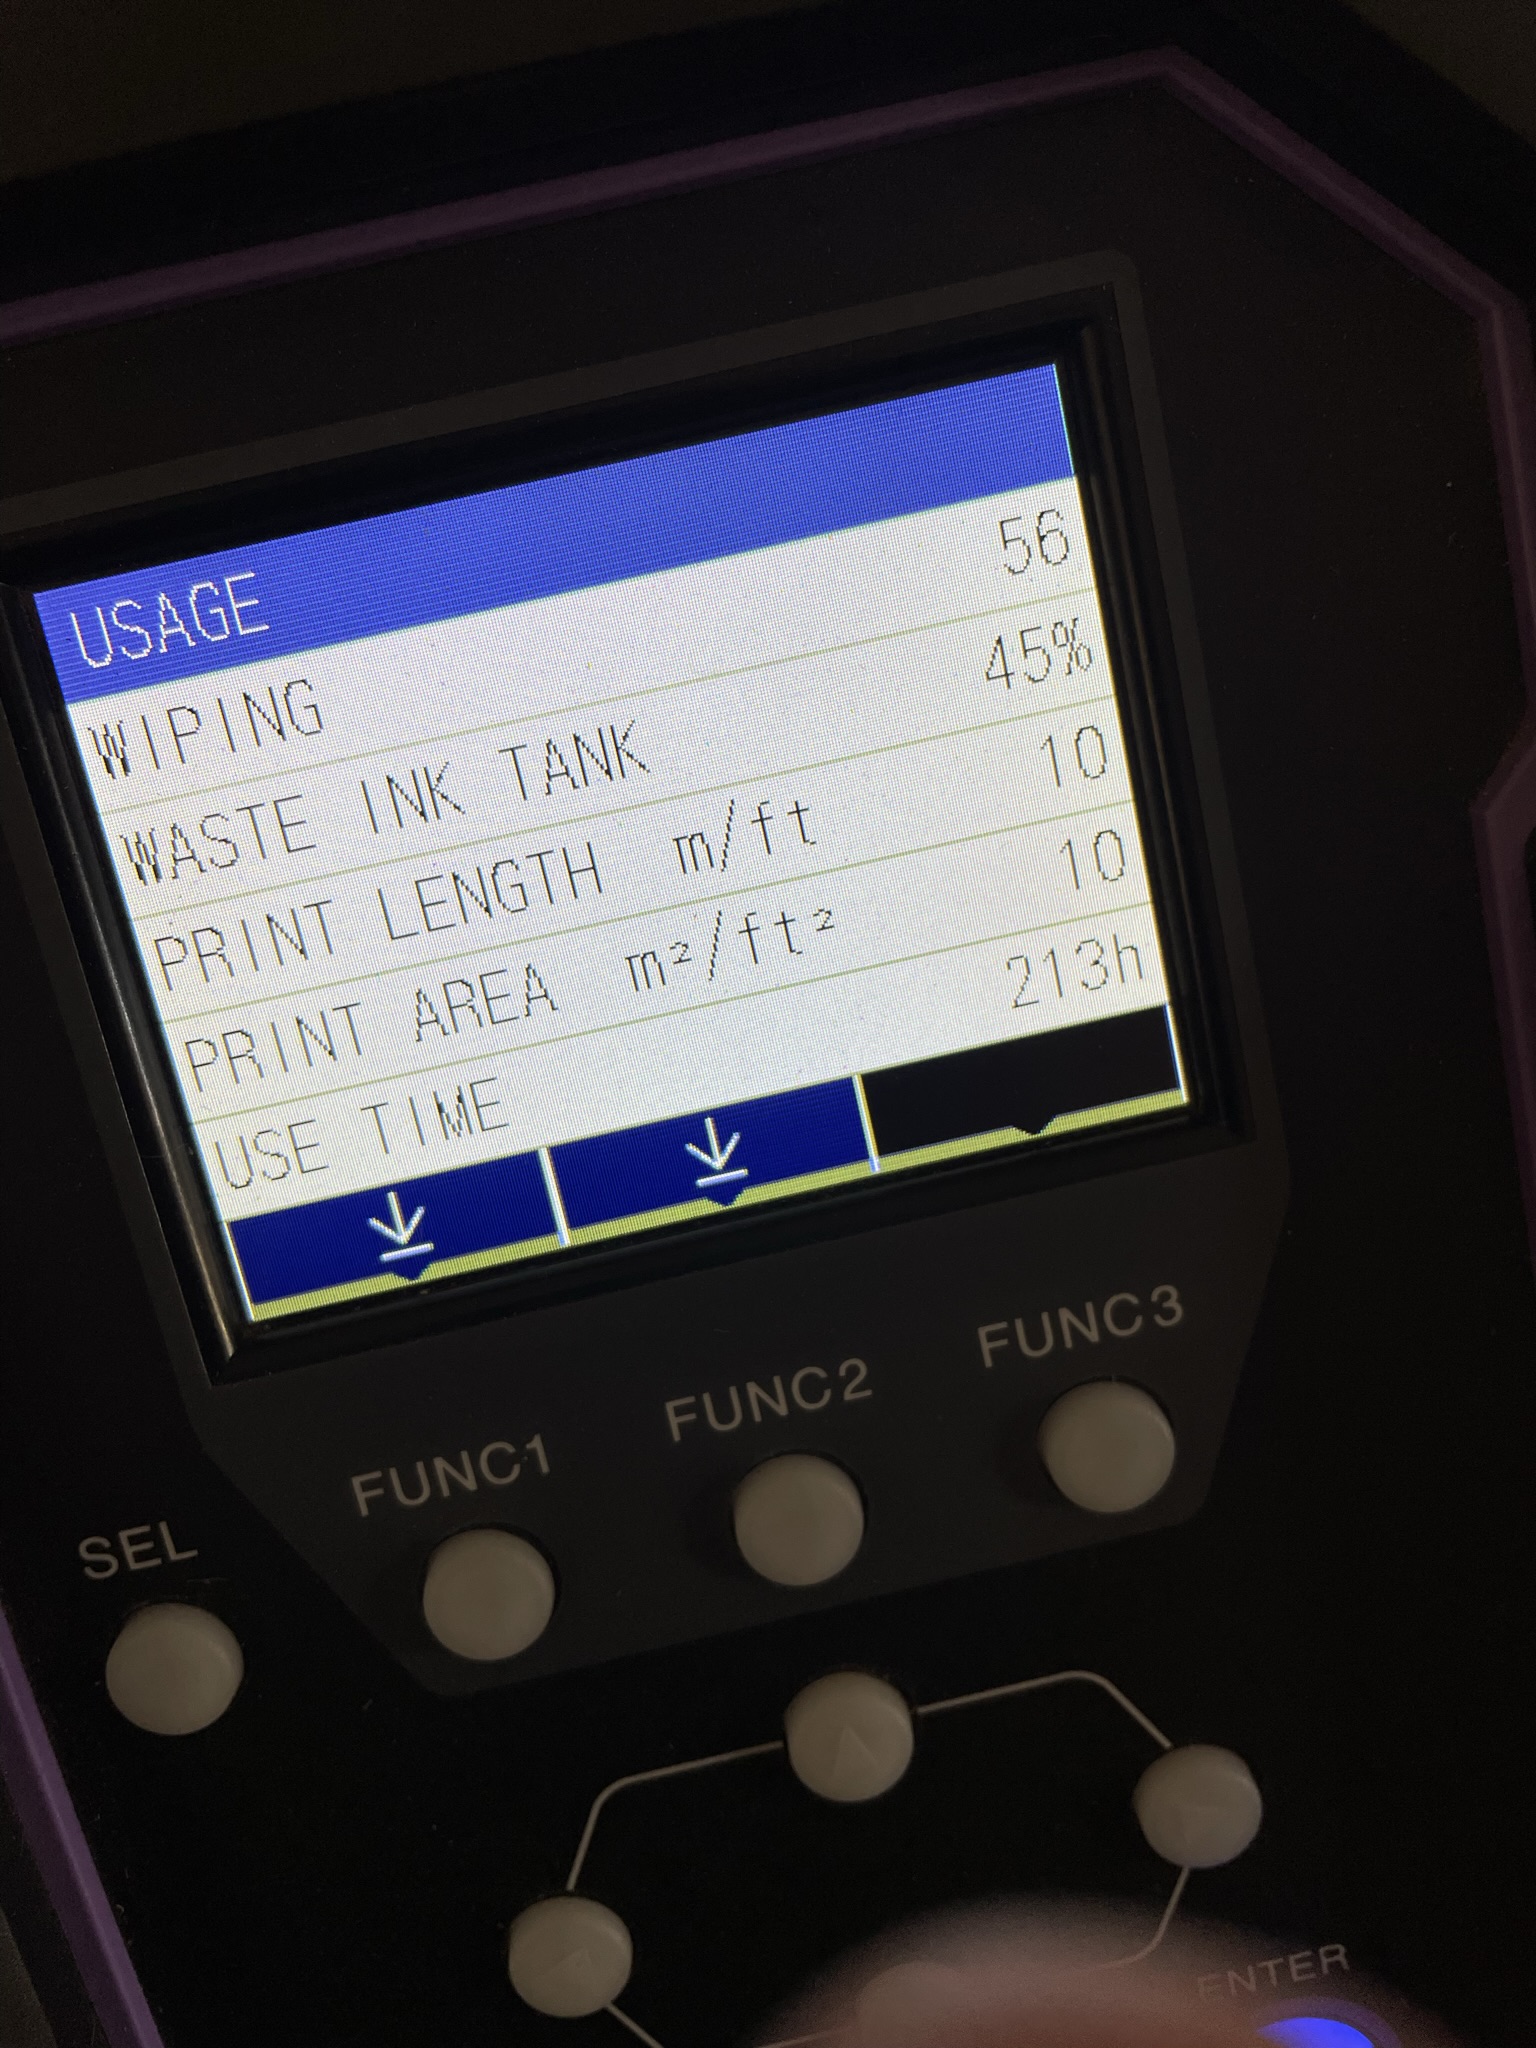 USAGE
WIPING 56
WASTE INK TANK 45%
PRINT LENGTH m/ft 10
PRINT AREA m²/ft² 10
USE TIME 213h
FUNC1 FUNC2 FUNC3
SEL
ENTER